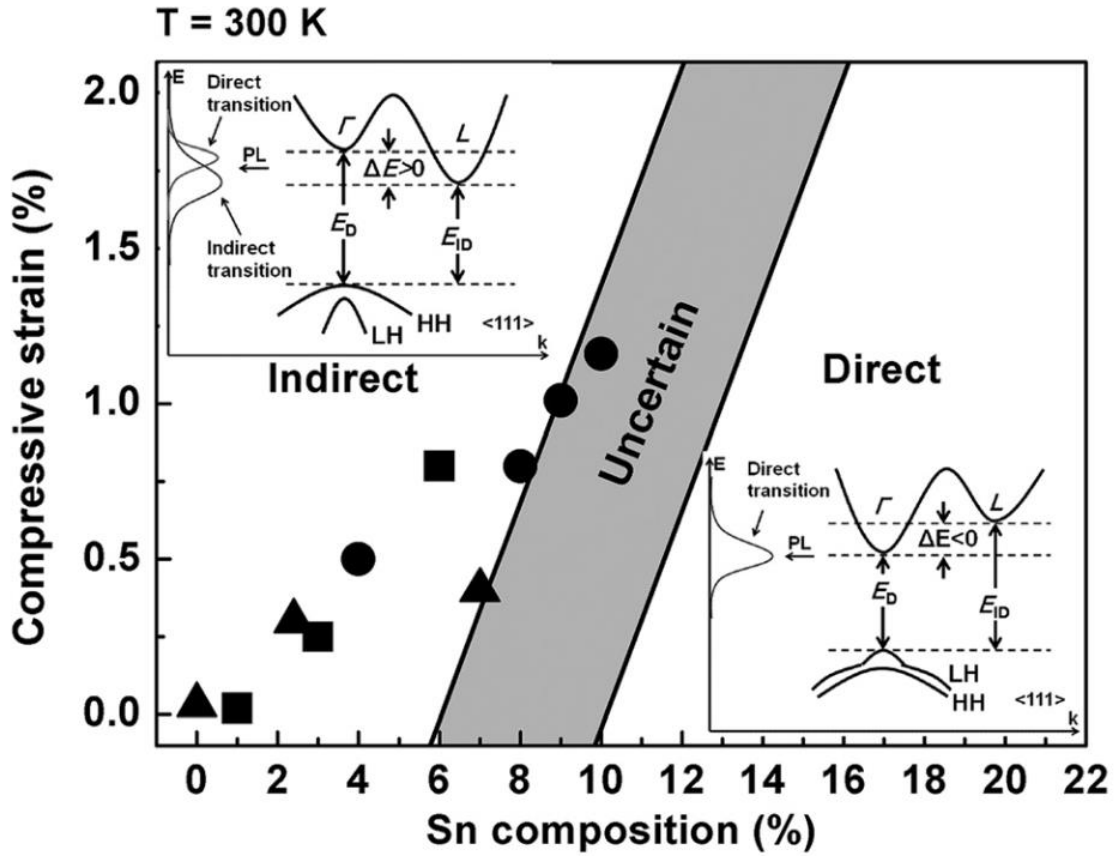 T = 300 K
Compressive strain (%)
2.0
1.5
1.0
0.5
0.0
E
Direct
transition
PL
Indirect
transition
Γ
L
ΔE>0
E_D
E_ID
HH
LH
<111>
k
Indirect
Uncertain
Direct
E
Direct
transition
PL
Γ
L
ΔE<0
E_D
E_ID
LH
HH
<111>
k
0 2 4 6 8 10 12 14 16 18 20 22
Sn composition (%)